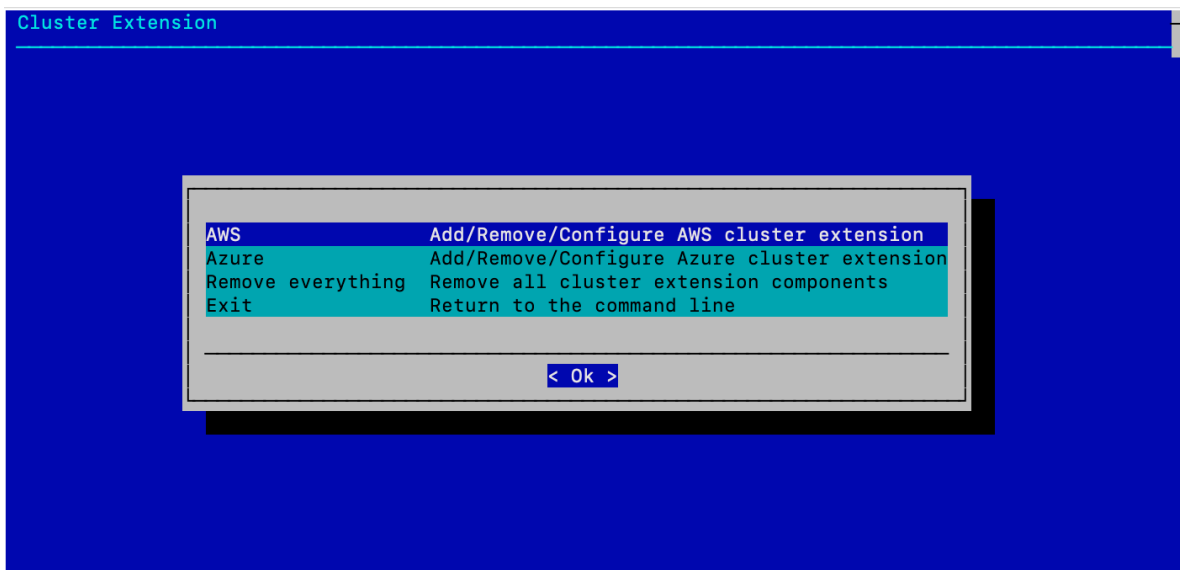 Cluster Extension
AWS Add/Remove/Configure AWS cluster extension
Azure Add/Remove/Configure Azure cluster extension
Remove everything Remove all cluster extension components
Exit Return to the command line
< Ok >